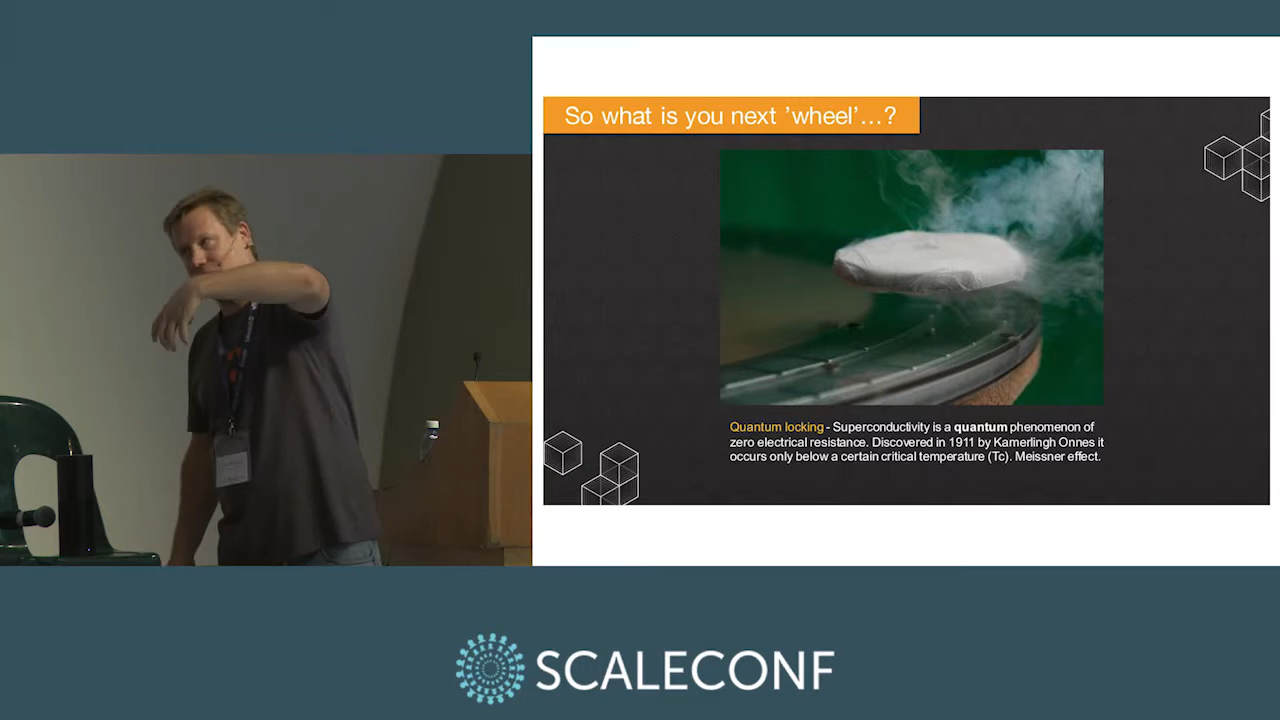 So what is you next 'wheel'...?
Quantum locking - Superconductivity is a quantum phenomenon of
zero electrical resistance. Discovered in 1911 by Kamerlingh Onnes it
occurs only below a certain critical temperature (Tc). Meissner effect.
SCALECONF